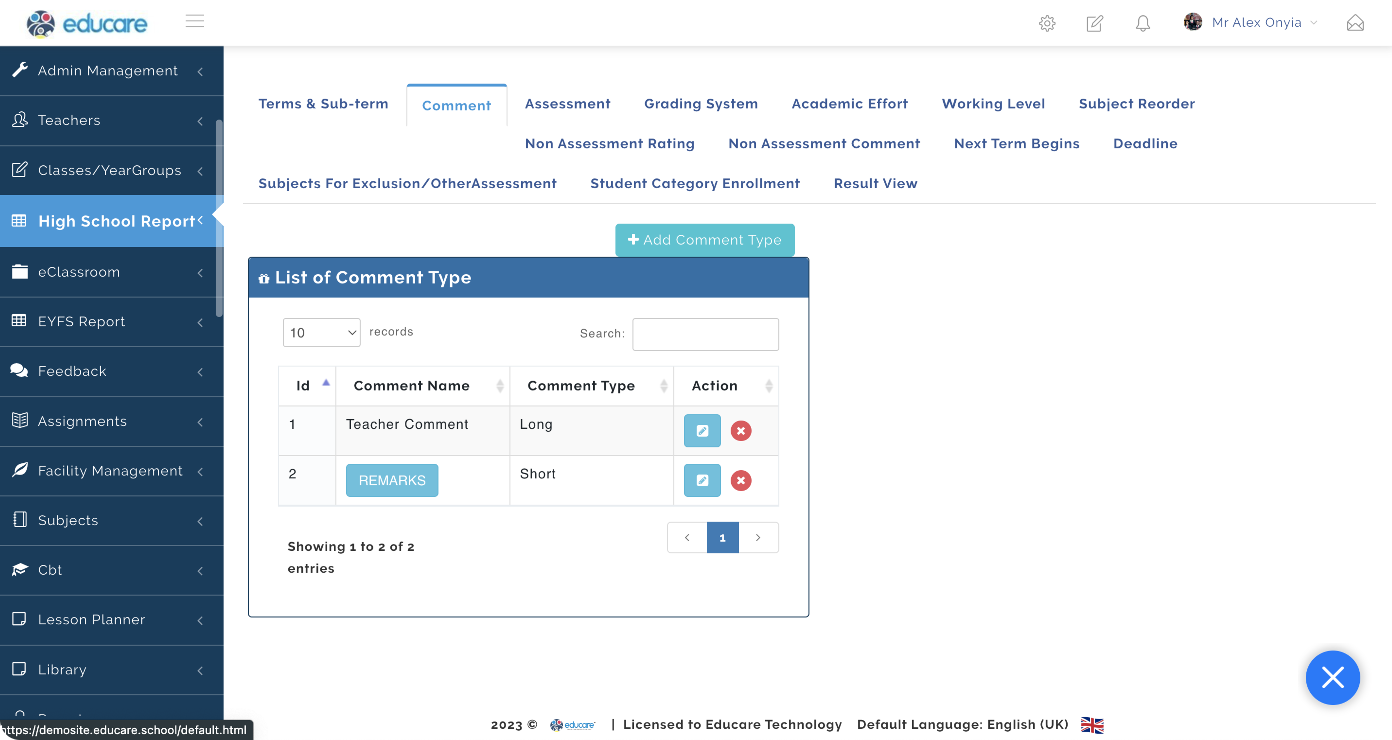 educare
Mr Alex Onyia
Admin Management
Teachers
Classes/YearGroups
High School Report
eClassroom
EYFS Report
Feedback
Assignments
Facility Management
Subjects
Cbt
Lesson Planner
Library
https://demosite.educare.school/default.html
Terms & Sub-term Comment Assessment Grading System Academic Effort Working Level Subject Reorder
Non Assessment Rating Non Assessment Comment Next Term Begins Deadline
Subjects For Exclusion/OtherAssessment Student Category Enrollment Result View
+ Add Comment Type
List of Comment Type
10 records Search:
Id Comment Name Comment Type Action
1 Teacher Comment Long
2 REMARKS Short
Showing 1 to 2 of 2
entries
< 1 >
2023 © educare | Licensed to Educare Technology Default Language: English (UK)